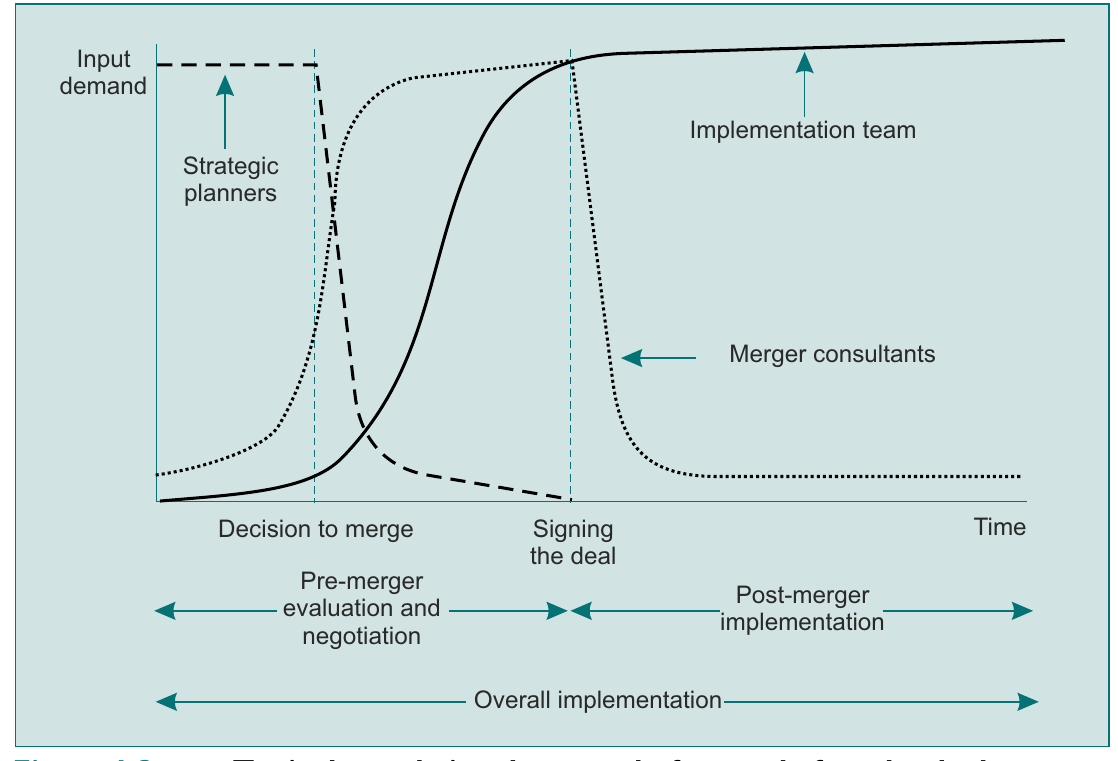 Input
demand
Strategic
planners
Implementation team
Merger consultants
Decision to merge
Signing
the deal
Time
Pre-merger
evaluation and
negotiation
Post-merger
implementation
Overall implementation